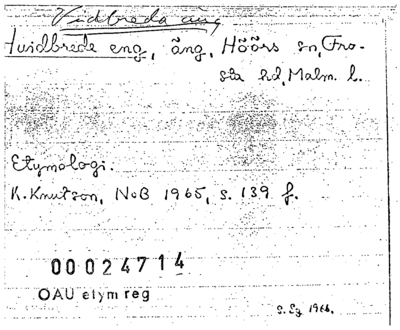 Vidbreda äng
Hvidbrede eng, äng, Höörs sn, Fro-
sta hd, Malm. l.
Etymologi.
K. Knutson, NoB 1965, s. 139 f.
00024714
OAU etym reg
1966.